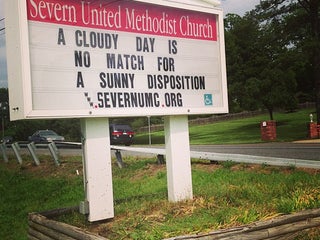 Severn United Methodist Church
A CLOUDY DAY IS
NO MATCH FOR
A SUNNY DISPOSITION
.SEVERNUMC.ORG